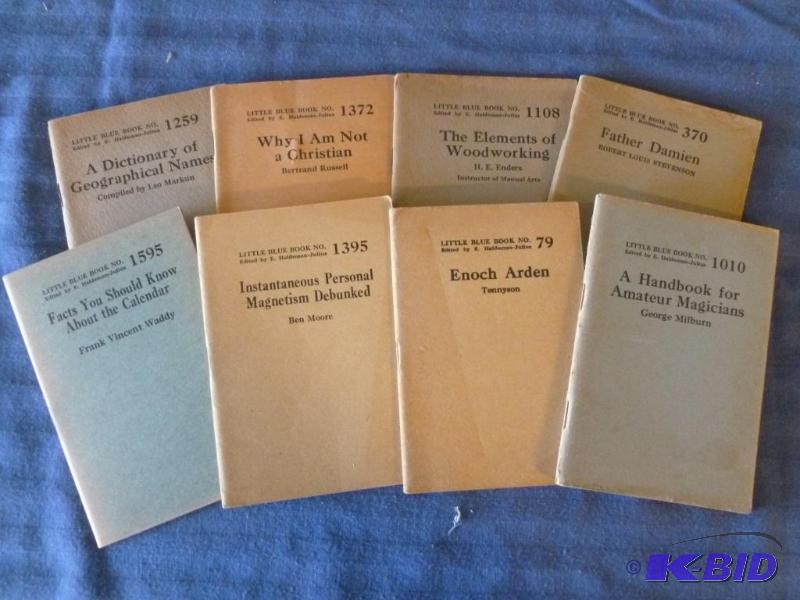 LITTLE BLUE BOOK NO. 1259
Edited by E. Haldeman-Julius
A Dictionary of
Geographical Names
Compiled by Leo Markun
LITTLE BLUE BOOK NO. 1372
Edited by E. Haldeman-Julius
Why I Am Not
a Christian
Bertrand Russell
LITTLE BLUE BOOK NO. 1108
Edited by E. Haldeman-Julius
The Elements of
Woodworking
H. E. Enders
Instructor of Manual Arts
LITTLE BLUE BOOK NO. 370
Edited by E. Haldeman-Julius
Father Damien
ROBERT LOUIS STEVENSON
LITTLE BLUE BOOK NO. 1595
Edited by E. Haldeman-Julius
Facts You Should Know
About the Calendar
Frank Vincent Waddy
LITTLE BLUE BOOK NO. 1395
Edited by E. Haldeman-Julius
Instantaneous Personal
Magnetism Debunked
Ben Moore
LITTLE BLUE BOOK NO. 79
Edited by E. Haldeman-Julius
Enoch Arden
Tennyson
LITTLE BLUE BOOK NO. 1010
Edited by E. Haldeman-Julius
A Handbook for
Amateur Magicians
George Milburn
© K-BID